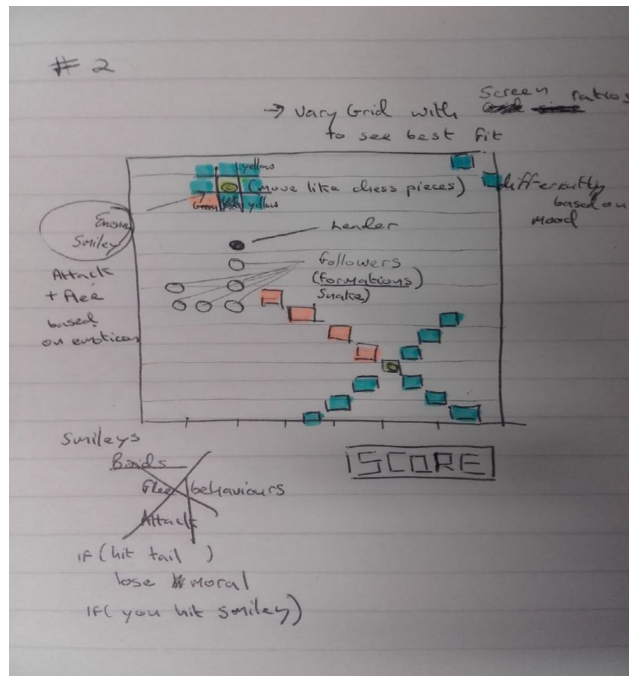 # 2
→ Vary Grid with Screen ratios
to see best fit
yellow
(Move like chess pieces)
differently
based on
Mood
yellow
Enemy
Smiley
Leader
Attack
+ flee
based
on emoticon
Followers
(formations)
Snake)
SCORE
Smileys
Boids
Flee behaviours
Attack
IF (hit tail )
lose Moral
IF( you hit smiley)